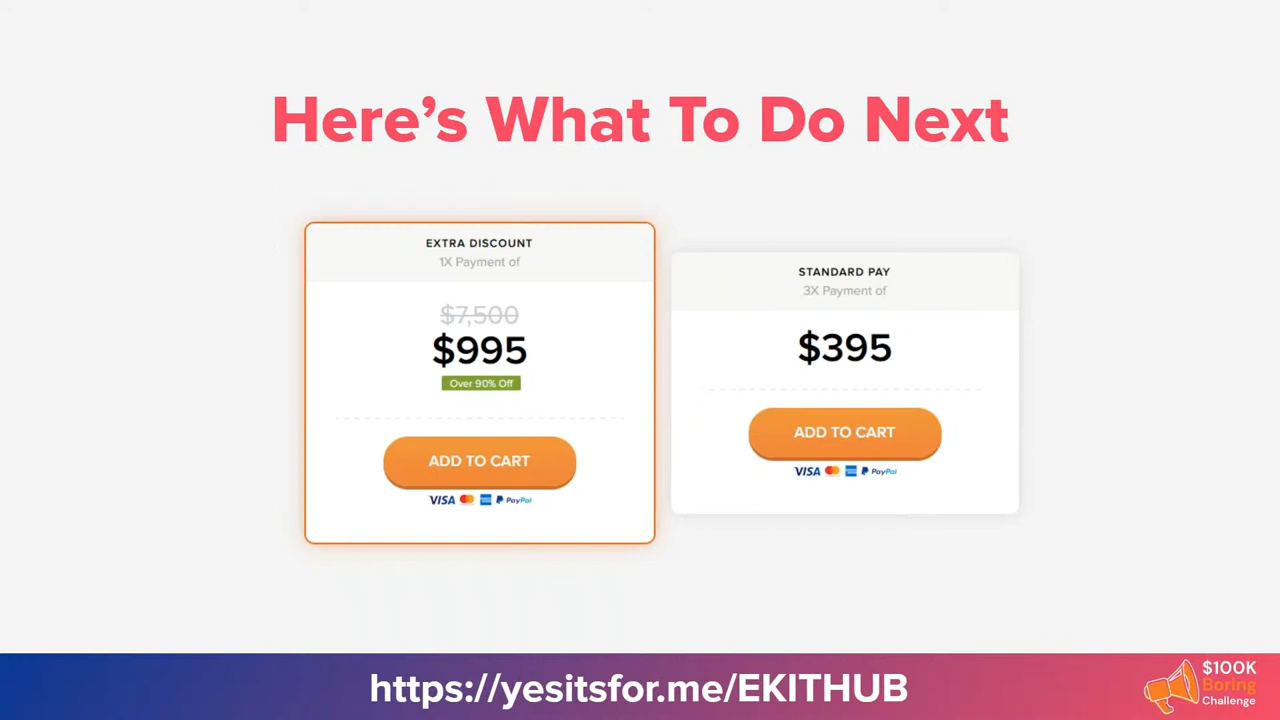 Here's What To Do Next
EXTRA DISCOUNT
1X Payment of
$7,500
$995
Over 90% Off
ADD TO CART
VISA PayPal
STANDARD PAY
3X Payment of
$395
ADD TO CART
VISA PayPal
https://yesitsfor.me/EKITHUB
$100K
Boring
Challenge